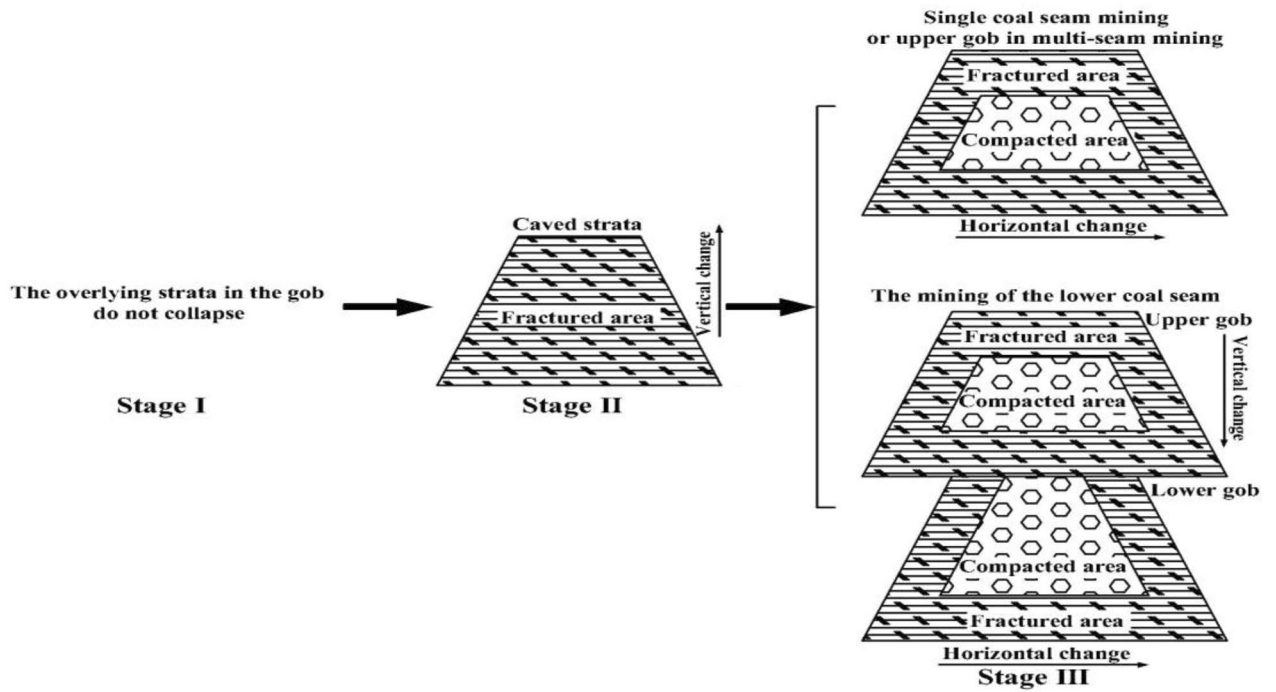 The overlying strata in the gob
do not collapse
Stage I
Caved strata
Fractured area
Vertical change
Stage II
Single coal seam mining
or upper gob in multi-seam mining
Fractured area
Compacted area
Horizontal change
The mining of the lower coal seam
Upper gob
Fractured area
Compacted area
Vertical change
Lower gob
Compacted area
Fractured area
Horizontal change
Stage III